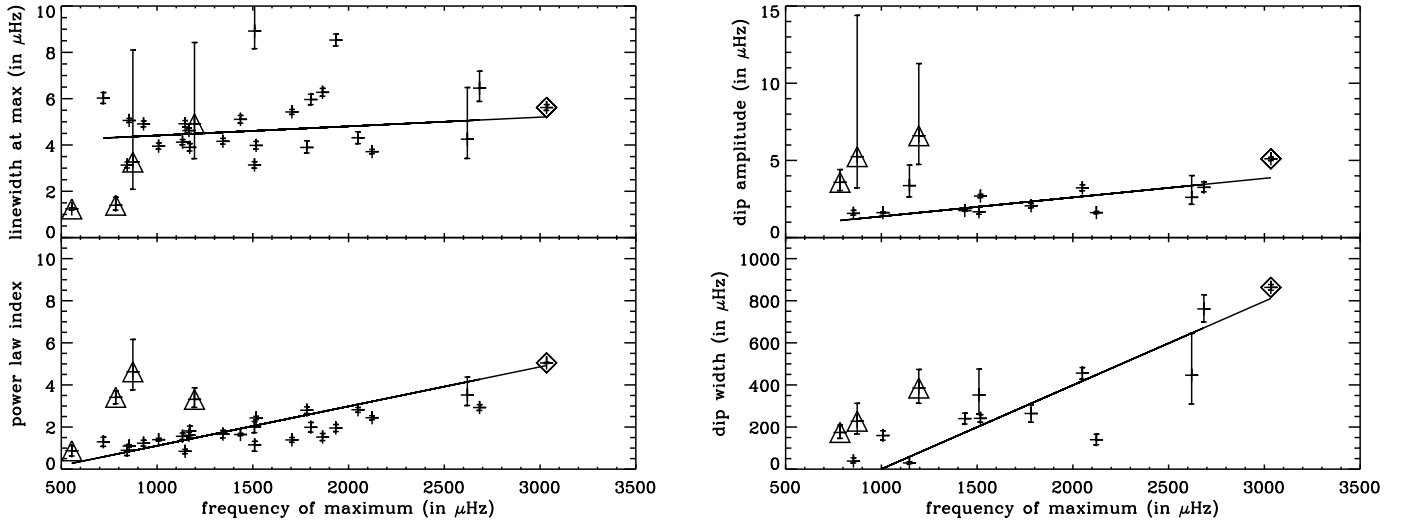 linewidth at max (in μHz)
10
8
6
4
2
0
power law index
10
8
6
4
2
0
500 1000 1500 2000 2500 3000 3500
frequency of maximum (in μHz)
dip amplitude (in μHz)
15
10
5
0
dip width (in μHz)
1000
800
600
400
200
0
500 1000 1500 2000 2500 3000 3500
frequency of maximum (in μHz)